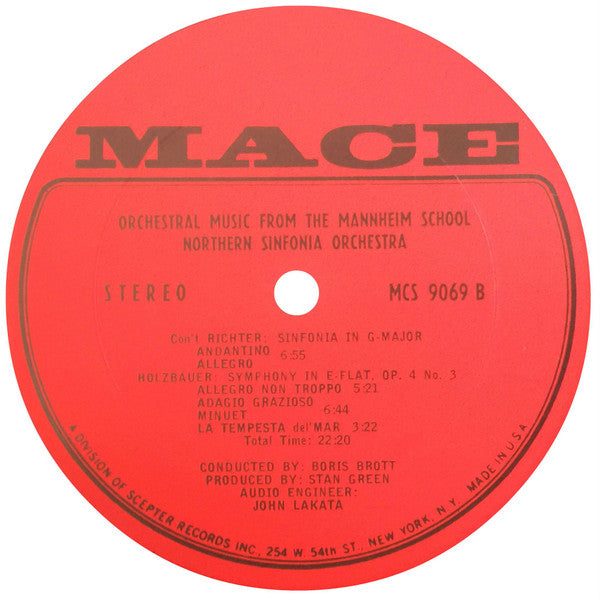 MACE
ORCHESTRAL MUSIC FROM THE MANNHEIM SCHOOL
NORTHERN SINFONIA ORCHESTRA
STEREO
MCS 9069 B
Con't RICHTER: SINFONIA IN G-MAJOR
ANDANTINO 6:55
ALLEGRO
HOLZBAUER: SYMPHONY IN E-FLAT, OP. 4 No. 3
ALLEGRO NON TROPPO 5:21
ADAGIO GRAZIOSO
MINUET 6:44
LA TEMPESTA del'MAR 3:22
Total Time: 22:20
CONDUCTED BY: BORIS BROTT
PRODUCED BY: STAN GREEN
AUDIO ENGINEER:
JOHN LAKATA
A DIVISION OF SCEPTER RECORDS INC., 254 W. 54th ST., NEW YORK, N.Y. MADE IN U.S.A